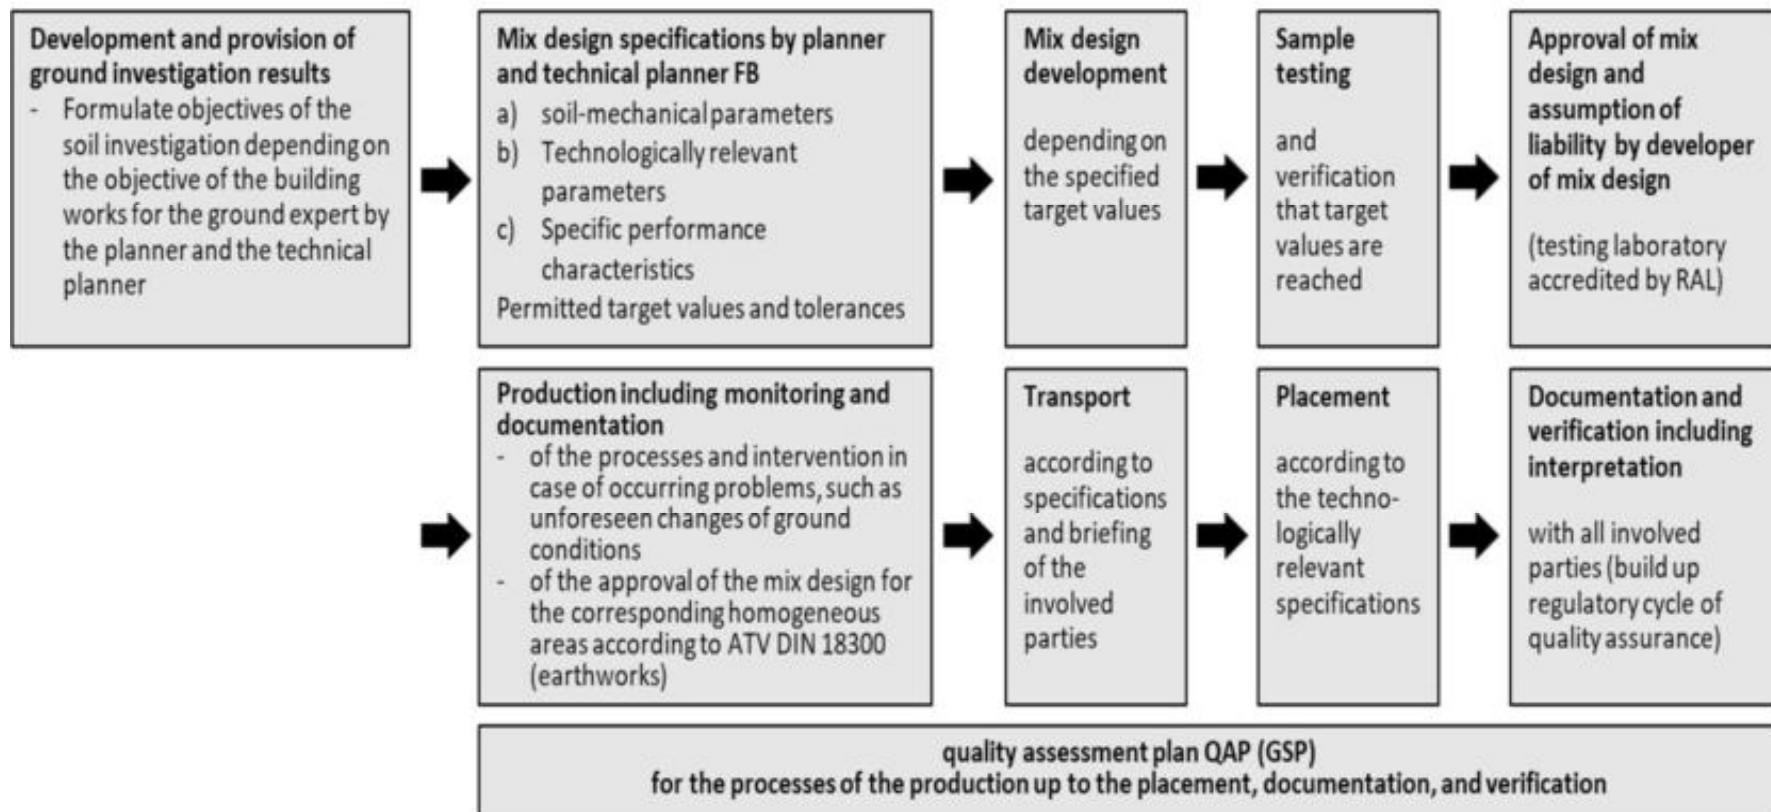 Development and provision of
ground investigation results
- Formulate objectives of the
soil investigation depending on
the objective of the building
works for the ground expert by
the planner and the technical
planner
Mix design specifications by planner
and technical planner FB
a) soil-mechanical parameters
b) Technologically relevant
parameters
c) Specific performance
characteristics
Permitted target values and tolerances
Mix design
development
depending on
the specified
target values
Sample
testing
and
verification
that target
values are
reached
Approval of mix
design and
assumption of
liability by developer
of mix design
(testing laboratory
accredited by RAL)
Production including monitoring and
documentation
- of the processes and intervention in
case of occurring problems, such as
unforeseen changes of ground
conditions
- of the approval of the mix design for
the corresponding homogeneous
areas according to ATV DIN 18300
(earthworks)
Transport
according to
specifications
and briefing
of the
involved
parties
Placement
according to
the techno-
logically
relevant
specifications
Documentation and
verification including
interpretation
with all involved
parties (build up
regulatory cycle of
quality assurance)
quality assessment plan QAP (GSP)
for the processes of the production up to the placement, documentation, and verification